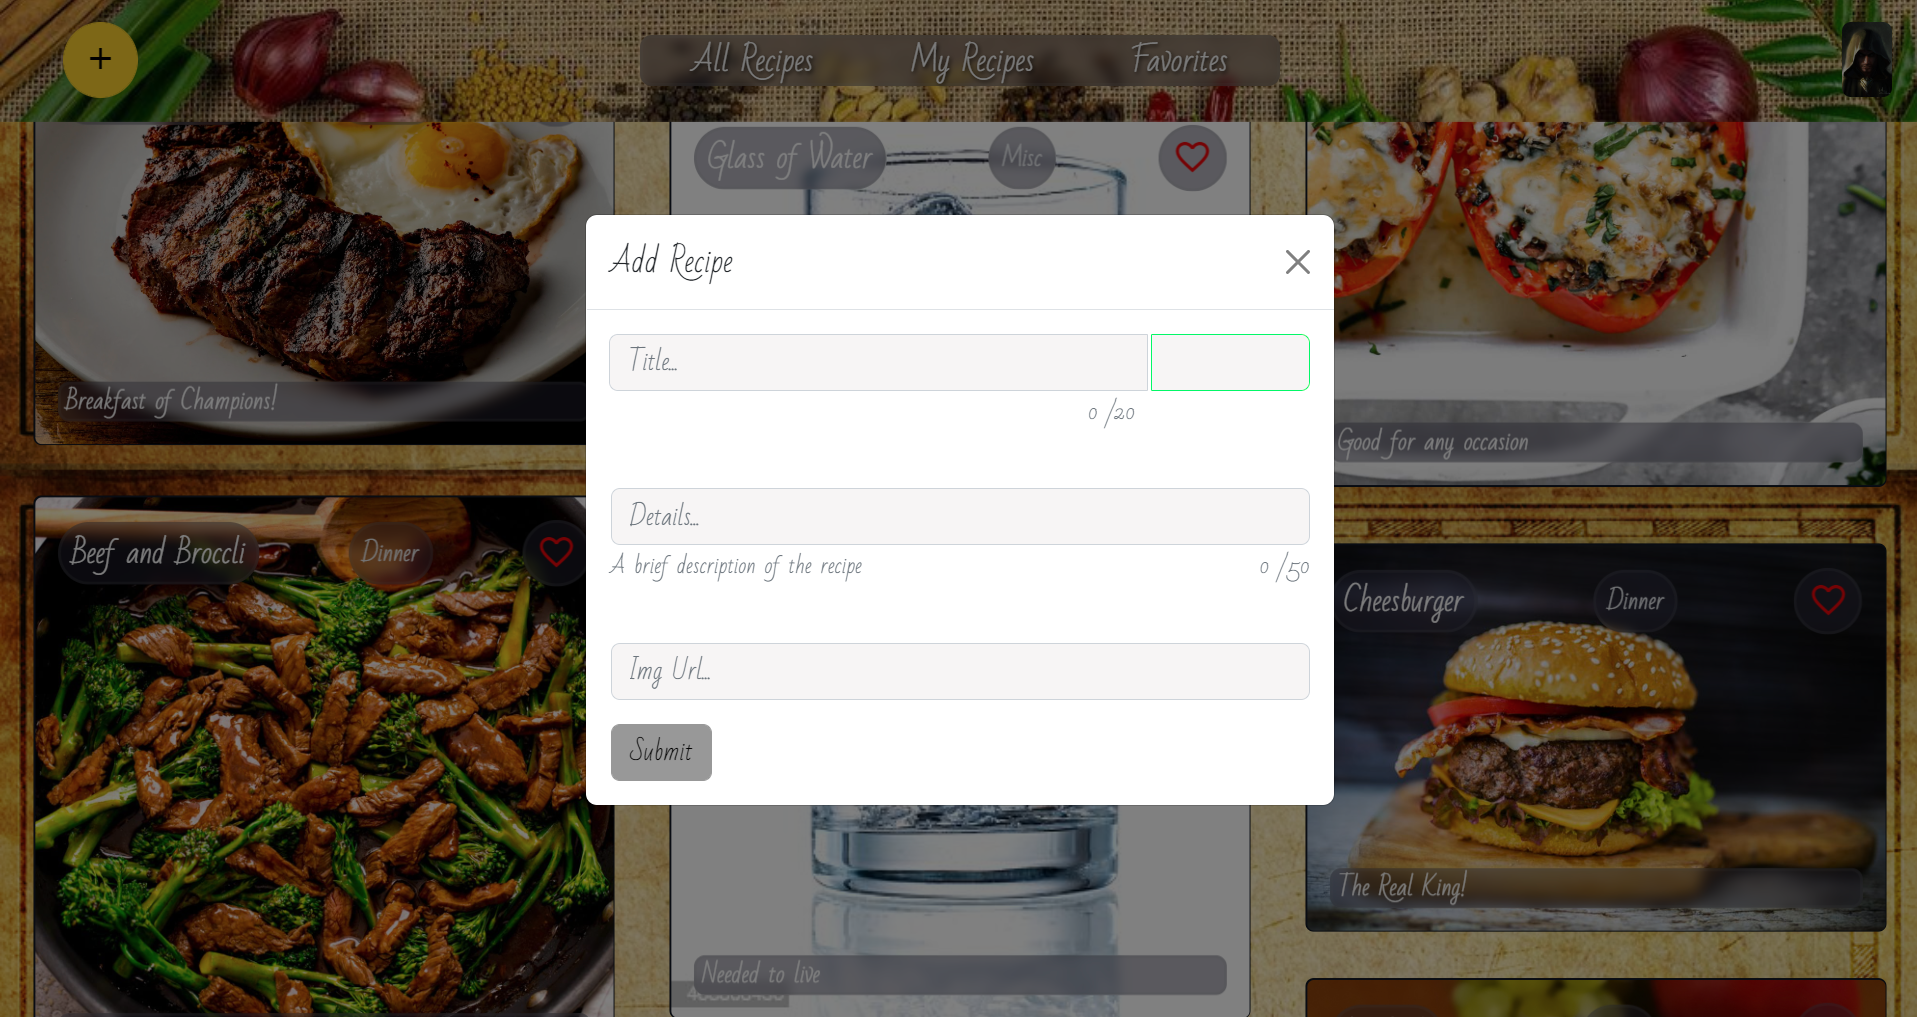 +
All Recipes My Recipes Favorites
Glass of Water Misc
Add Recipe
Title...
0 /20
Breakfast of Champions!
Good for any occasion
Details...
A brief description of the recipe 0 /50
Beef and Broccli Dinner
Cheesburger Dinner
Img Url...
Submit
The Real King!
Needed to live